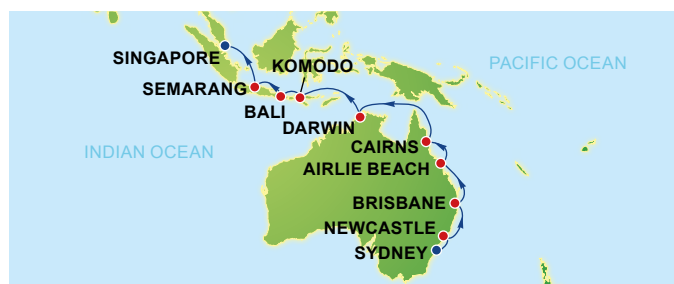 SINGAPORE
KOMODO
PACIFIC OCEAN
SEMARANG
BALI
DARWIN
CAIRNS
INDIAN OCEAN
AIRLIE BEACH
BRISBANE
NEWCASTLE
SYDNEY